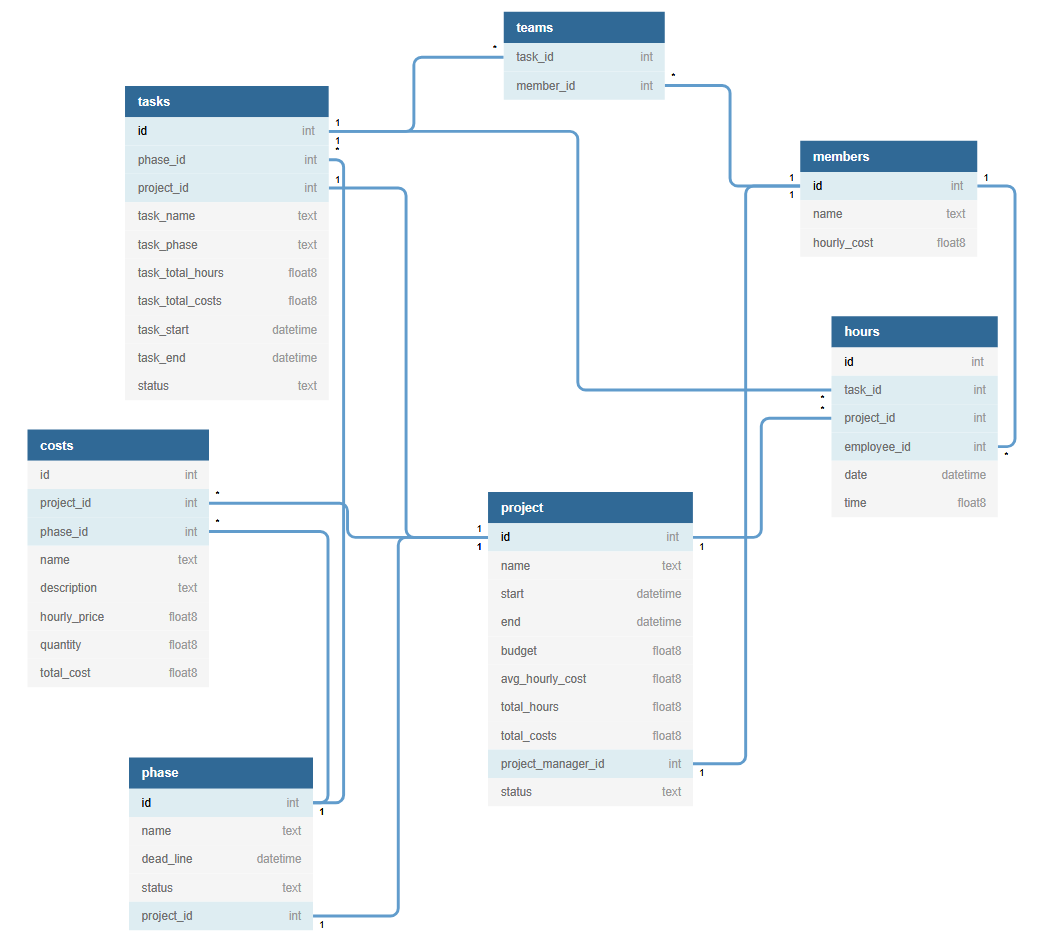 teams
task_id int
member_id int
*
*
tasks
id int
phase_id int
project_id int
task_name text
task_phase text
task_total_hours float8
task_total_costs float8
task_start datetime
task_end datetime
status text
1
1
*
1
members
id int
name text
hourly_cost float8
1
1
1
hours
id int
task_id int
project_id int
employee_id int
date datetime
time float8
*
*
*
costs
id int
project_id int
phase_id int
name text
description text
hourly_price float8
quantity float8
total_cost float8
*
*
project
id int
name text
start datetime
end datetime
budget float8
avg_hourly_cost float8
total_hours float8
total_costs float8
project_manager_id int
status text
1
1
1
1
phase
id int
name text
dead_line datetime
status text
project_id int
1
1